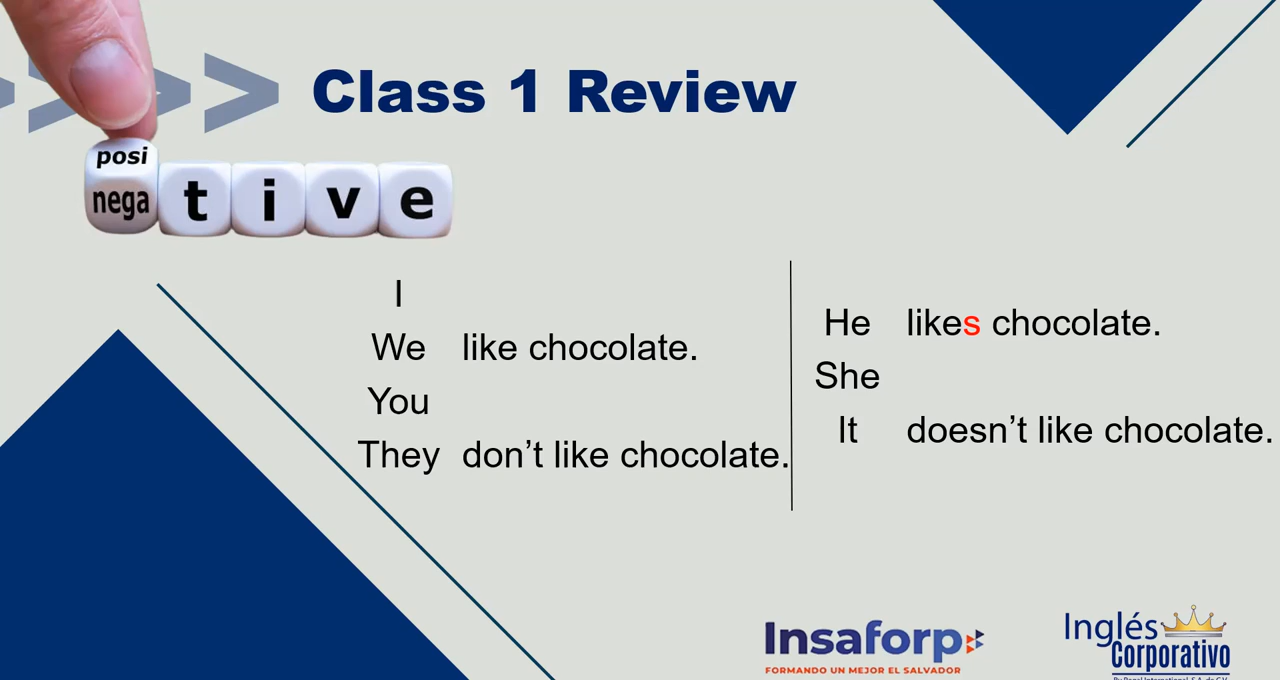 Class 1 Review
posi
nega t i v e
I
We like chocolate.
You
They don’t like chocolate.
He likes chocolate.
She
It doesn’t like chocolate.
Insaforp
FORMANDO UN MEJOR EL SALVADOR
Inglés
Corporativo